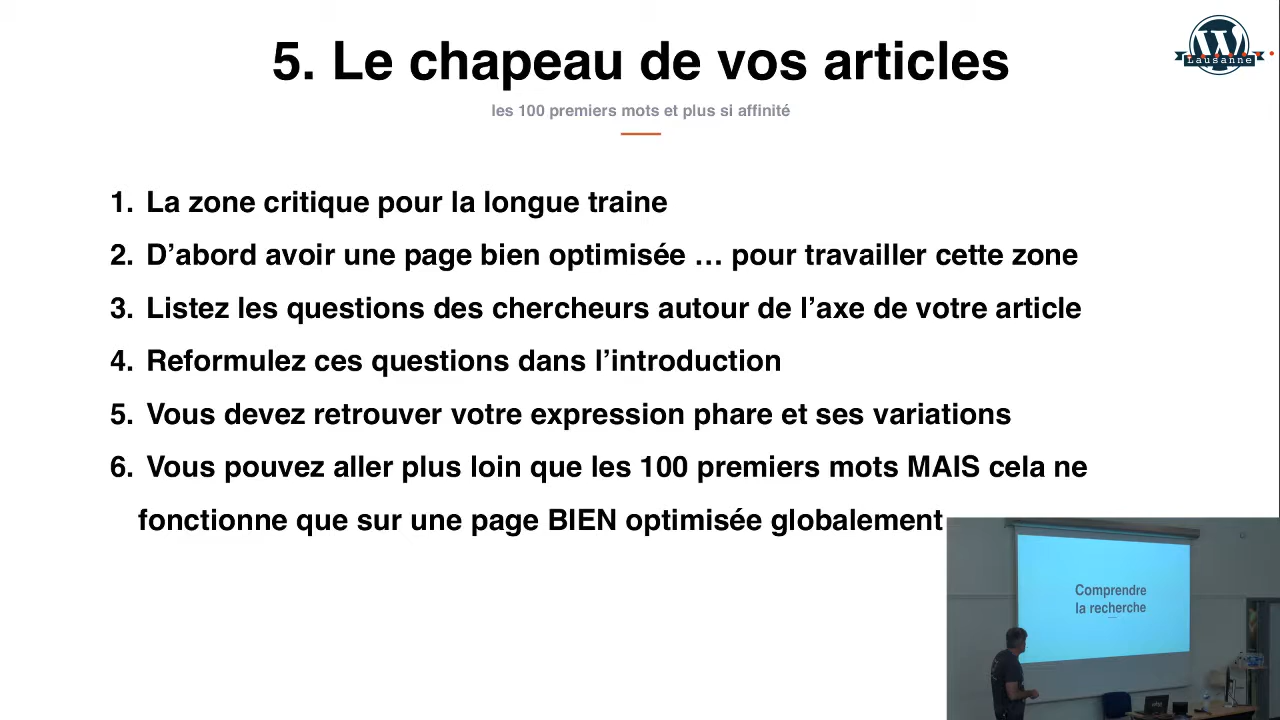 5. Le chapeau de vos articles
Lausanne
les 100 premiers mots et plus si affinité
1. La zone critique pour la longue traine
2. D’abord avoir une page bien optimisée … pour travailler cette zone
3. Listez les questions des chercheurs autour de l’axe de votre article
4. Reformulez ces questions dans l’introduction
5. Vous devez retrouver votre expression phare et ses variations
6. Vous pouvez aller plus loin que les 100 premiers mots MAIS cela ne
fonctionne que sur une page BIEN optimisée globalement
Comprendre
la recherche